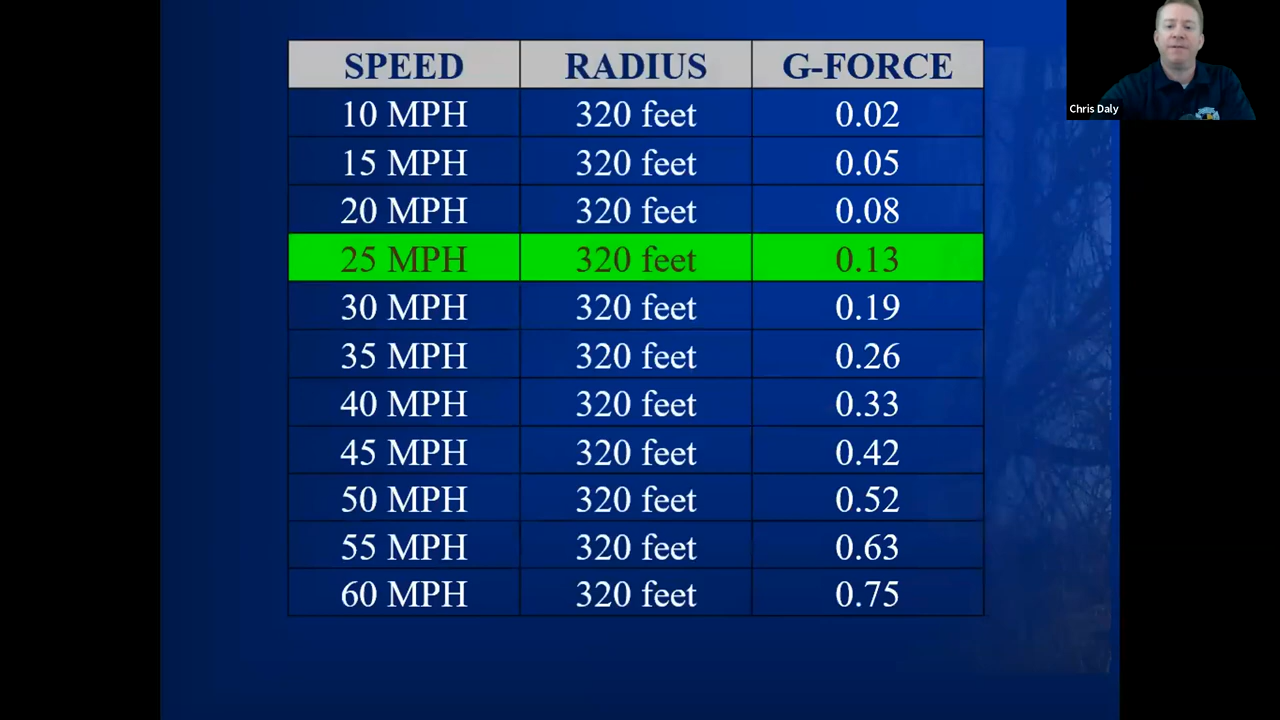 SPEED RADIUS G-FORCE
10 MPH 320 feet 0.02
15 MPH 320 feet 0.05
20 MPH 320 feet 0.08
25 MPH 320 feet 0.13
30 MPH 320 feet 0.19
35 MPH 320 feet 0.26
40 MPH 320 feet 0.33
45 MPH 320 feet 0.42
50 MPH 320 feet 0.52
55 MPH 320 feet 0.63
60 MPH 320 feet 0.75
Chris Daly